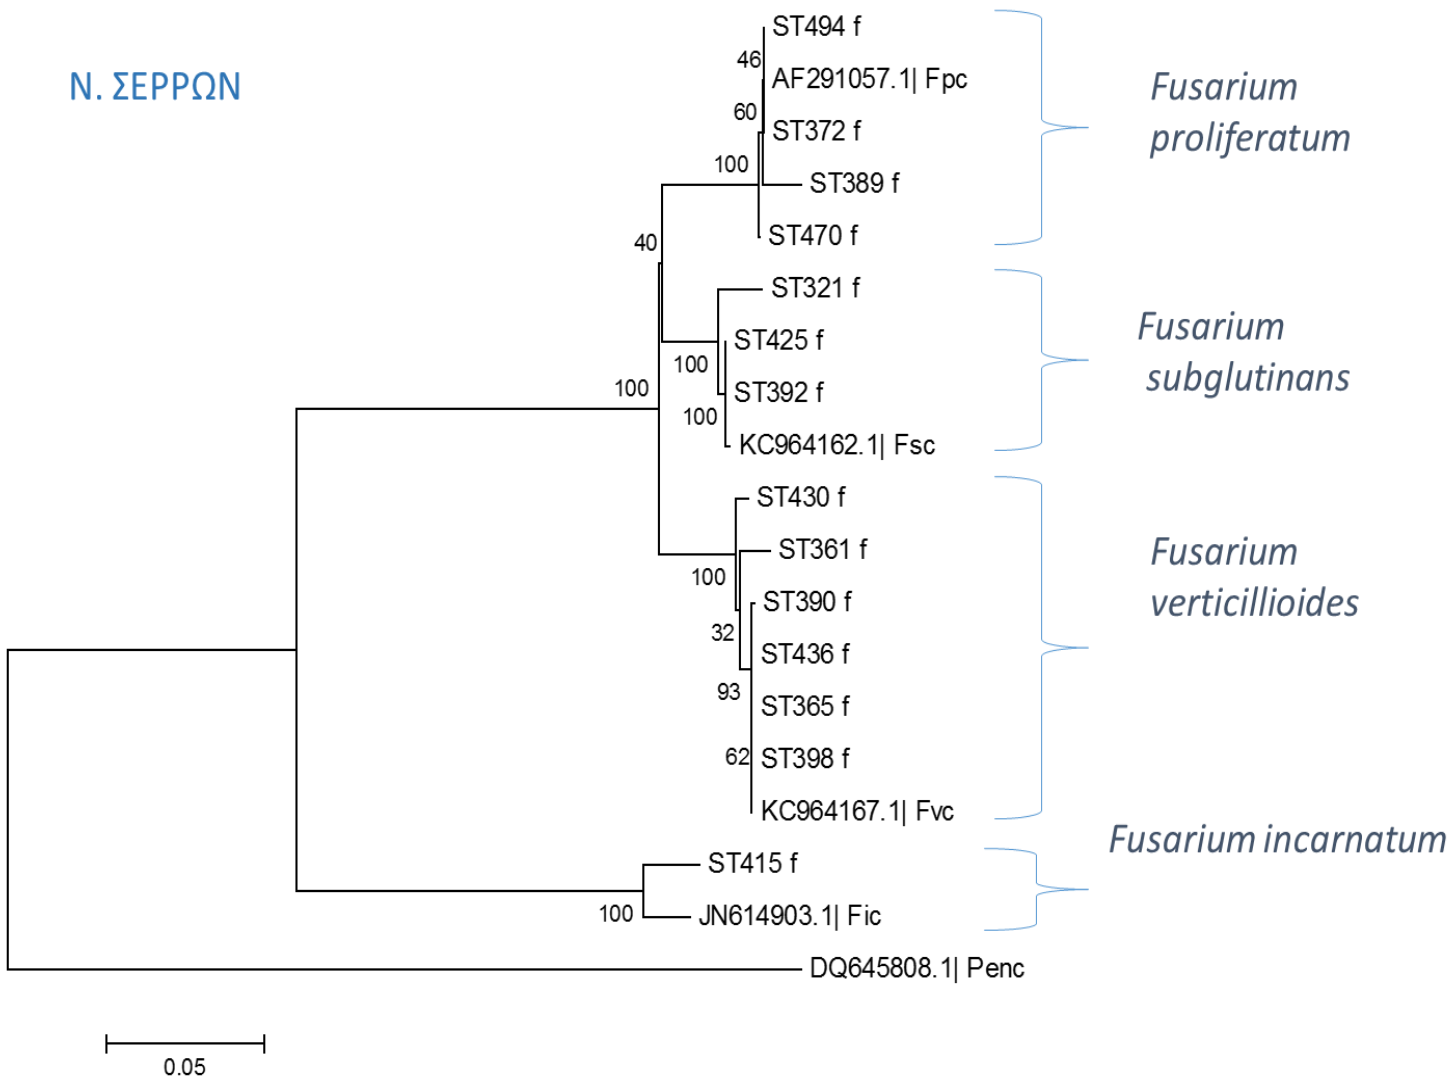 Ν. ΣΕΡΡΩΝ
ST494 f
46
AF291057.1| Fpc
60
ST372 f
100
ST389 f
ST470 f
Fusarium
proliferatum
40
ST321 f
ST425 f
100
ST392 f
100
100
KC964162.1| Fsc
Fusarium
subglutinans
ST430 f
ST361 f
100
ST390 f
32
ST436 f
93
ST365 f
62
ST398 f
KC964167.1| Fvc
Fusarium
verticillioides
ST415 f
100
JN614903.1| Fic
Fusarium incarnatum
DQ645808.1| Penc
0.05